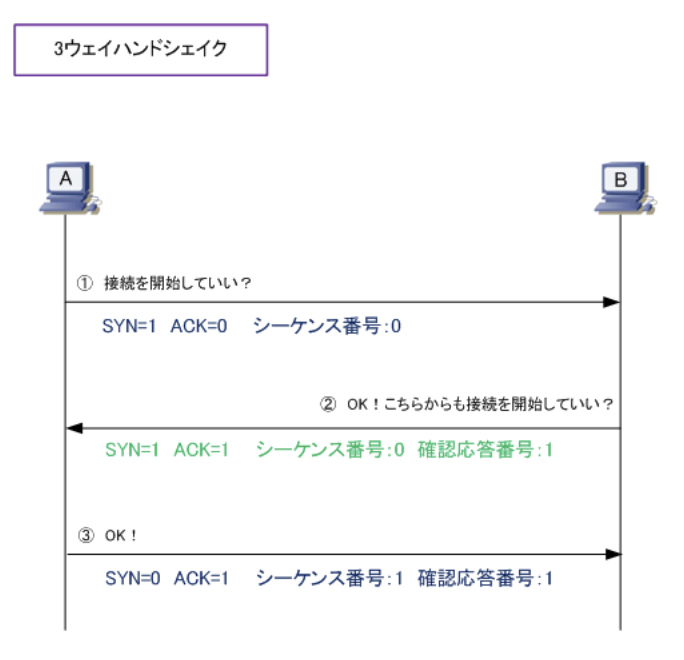 3ウェイハンドシェイク
A
B
① 接続を開始していい?
SYN=1 ACK=0 シーケンス番号:0
② OK!こちらからも接続を開始していい?
SYN=1 ACK=1 シーケンス番号:0 確認応答番号:1
③ OK!
SYN=0 ACK=1 シーケンス番号:1 確認応答番号:1